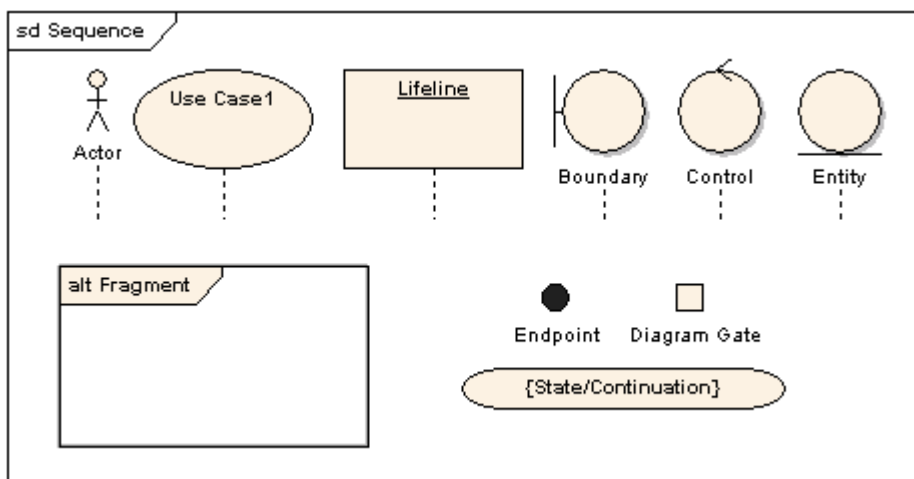 sd Sequence
Use Case1
Lifeline
Actor
Boundary
Control
Entity
alt Fragment
Endpoint
Diagram Gate
{State/Continuation}